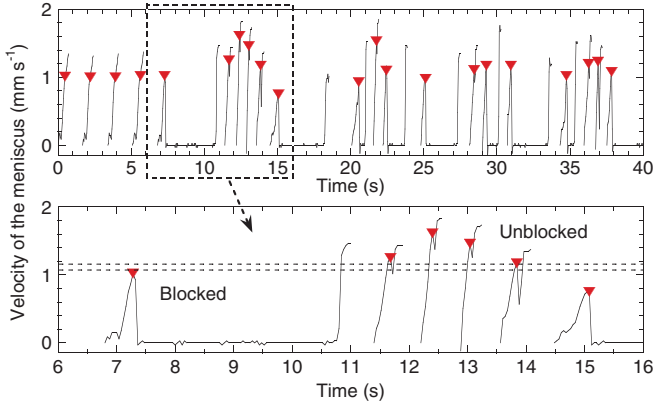 Velocity of the meniscus (mm s⁻¹)
2
1
0
0 5 10 15 20 25 30 35 40
Time (s)
2
1
0
Unblocked
Blocked
6 7 8 9 10 11 12 13 14 15 16
Time (s)